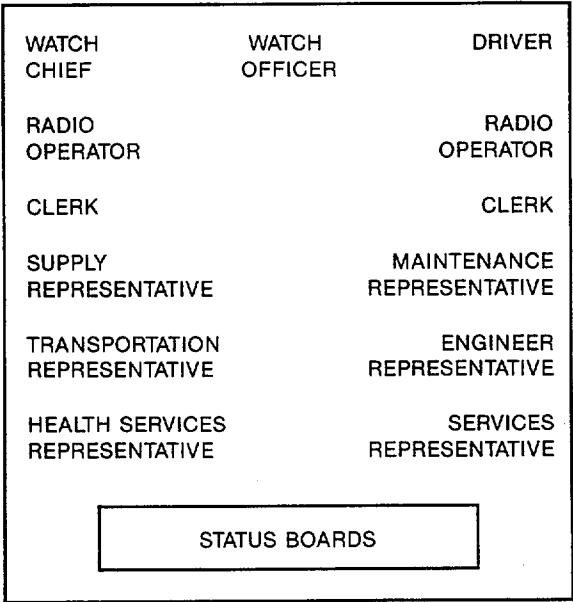 WATCH CHIEF
WATCH OFFICER
DRIVER
RADIO OPERATOR
RADIO OPERATOR
CLERK
CLERK
SUPPLY REPRESENTATIVE
MAINTENANCE REPRESENTATIVE
TRANSPORTATION REPRESENTATIVE
ENGINEER REPRESENTATIVE
HEALTH SERVICES REPRESENTATIVE
SERVICES REPRESENTATIVE
STATUS BOARDS